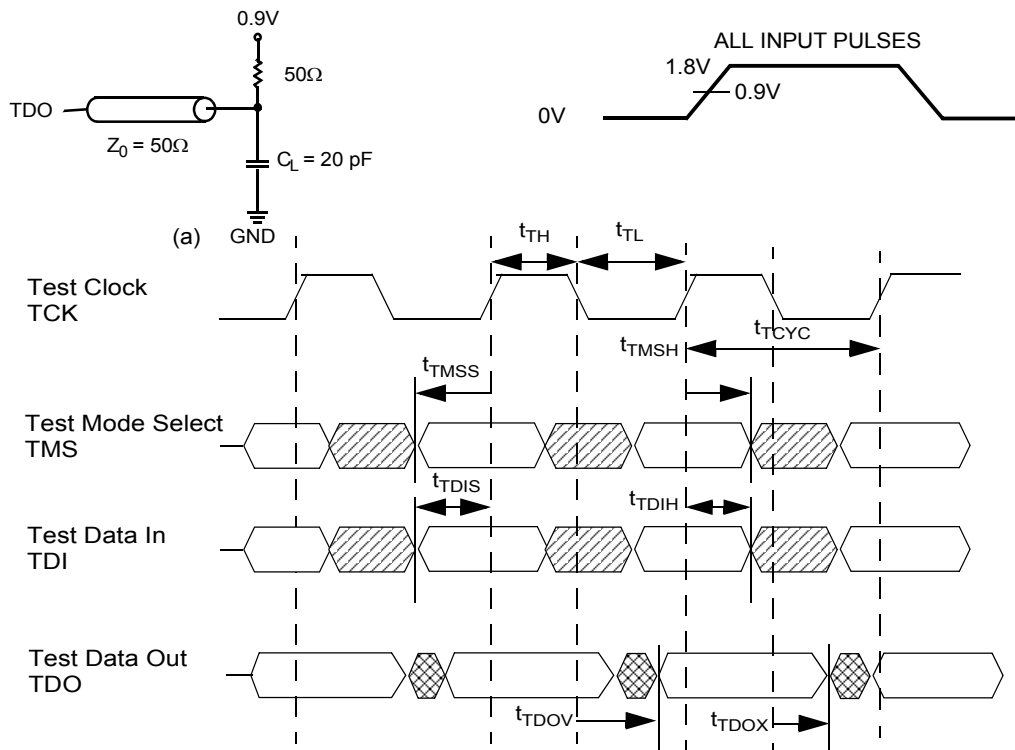 0.9V
50Ω
TDO
Z0 = 50Ω
CL = 20 pF
(a) GND
ALL INPUT PULSES
1.8V
0.9V
0V
tTH
tTL
Test Clock
TCK
tTMSH
tTCYC
tTMSS
Test Mode Select
TMS
tTDIS
tTDIH
Test Data In
TDI
Test Data Out
TDO
tTDOV
tTDOX